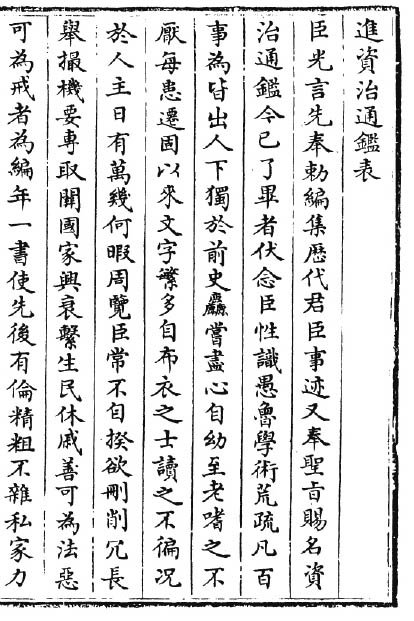 進資治通鑑表
臣光言先奉勑編集歴代君臣事迹又奉聖旨賜名資
治通鑑今已了畢者伏念臣性識愚魯學術荒疏凡百
事為皆出人下獨於前史麤嘗盡心自幼至老嗜之不
厭每患遷固以來文字繁多自布衣之士讀之不徧况
於人主日有萬幾何暇周覽臣常不自揆欲刪削冗長
舉撮機要專取關國家興衰繫生民休戚善可為法惡
可為戒者為編年一書使先後有倫精粗不雜私家力